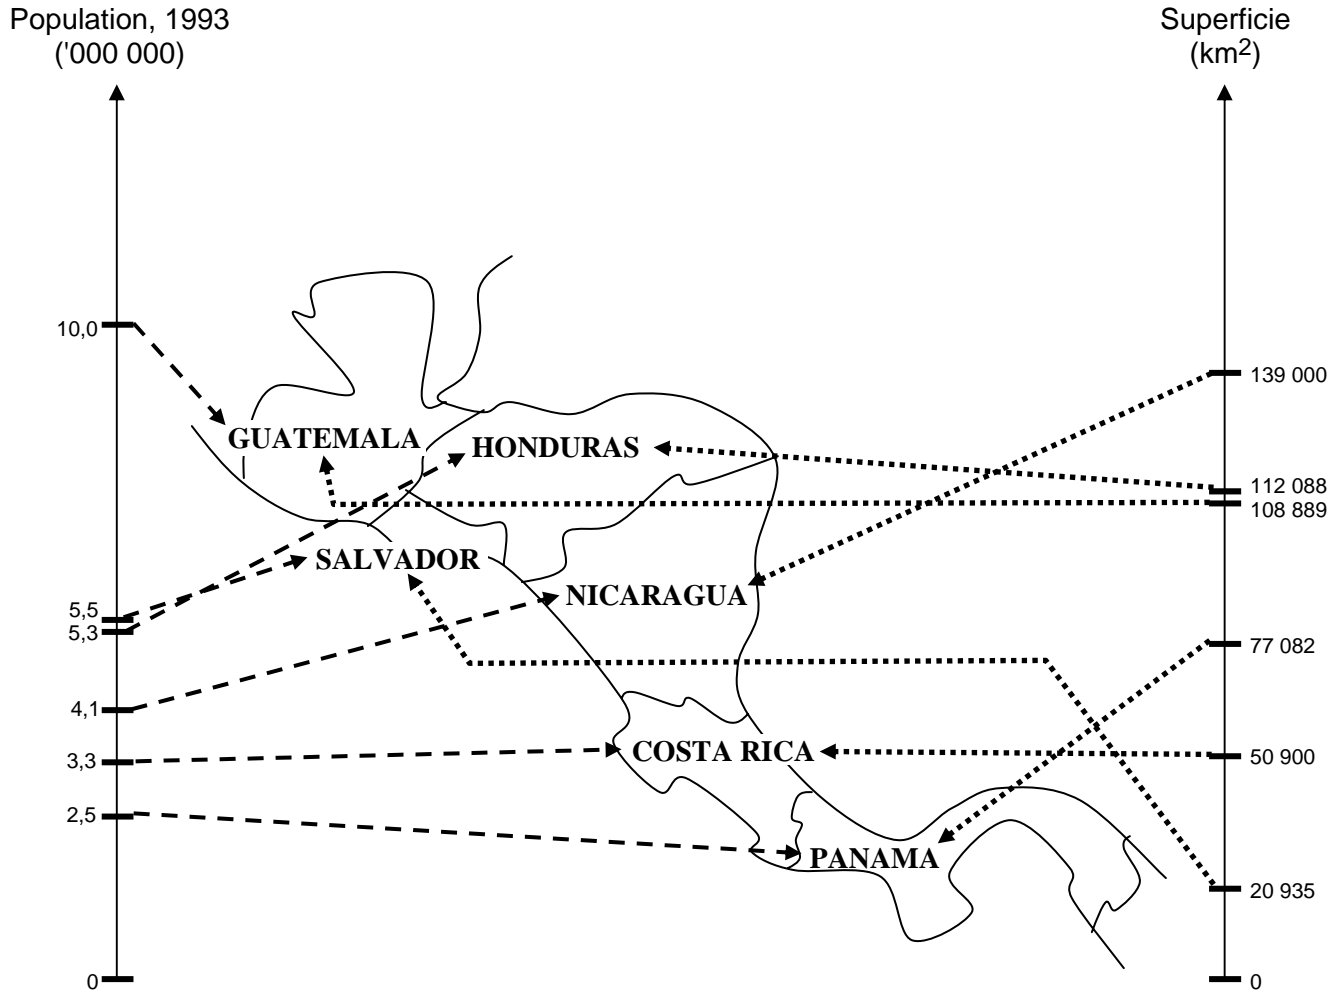 Population, 1993
('000 000)
Superficie
(km2)
10,0
139 000
GUATEMALA
HONDURAS
112 088
108 889
SALVADOR
NICARAGUA
5,5
5,3
77 082
4,1
COSTA RICA
3,3
50 900
2,5
PANAMA
20 935
0
0